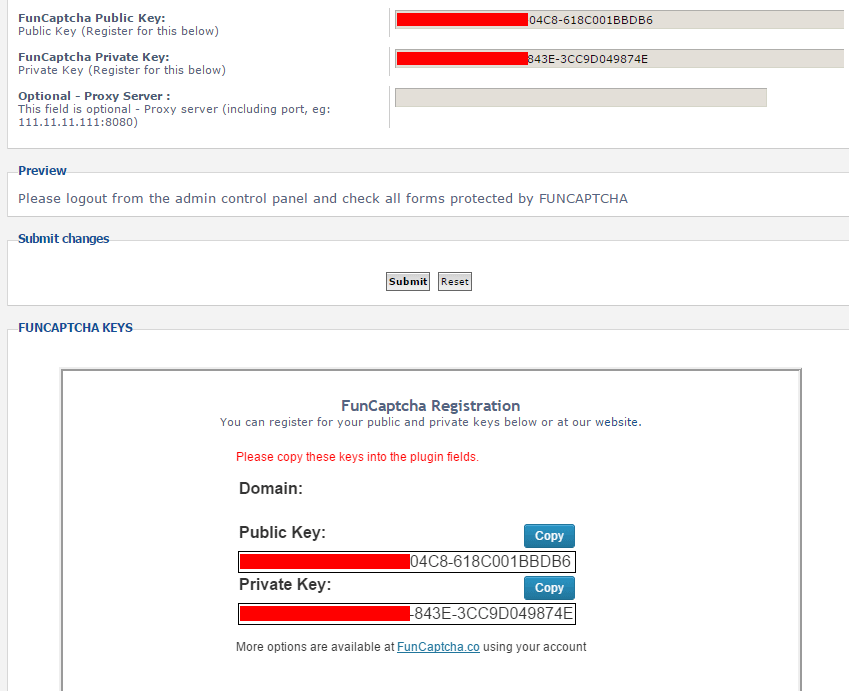 FunCaptcha Public Key:
Public Key (Register for this below)
04C8-618C001BBDB6
FunCaptcha Private Key:
Private Key (Register for this below)
843E-3CC9D049874E
Optional - Proxy Server :
This field is optional - Proxy server (including port, eg:
111.11.11.111:8080)
Preview
Please logout from the admin control panel and check all forms protected by FUNCAPTCHA
Submit changes
Submit Reset
FUNCAPTCHA KEYS
FunCaptcha Registration
You can register for your public and private keys below or at our website.
Please copy these keys into the plugin fields.
Domain:
Public Key: Copy
04C8-618C001BBDB6
Private Key: Copy
-843E-3CC9D049874E
More options are available at FunCaptcha.co using your account